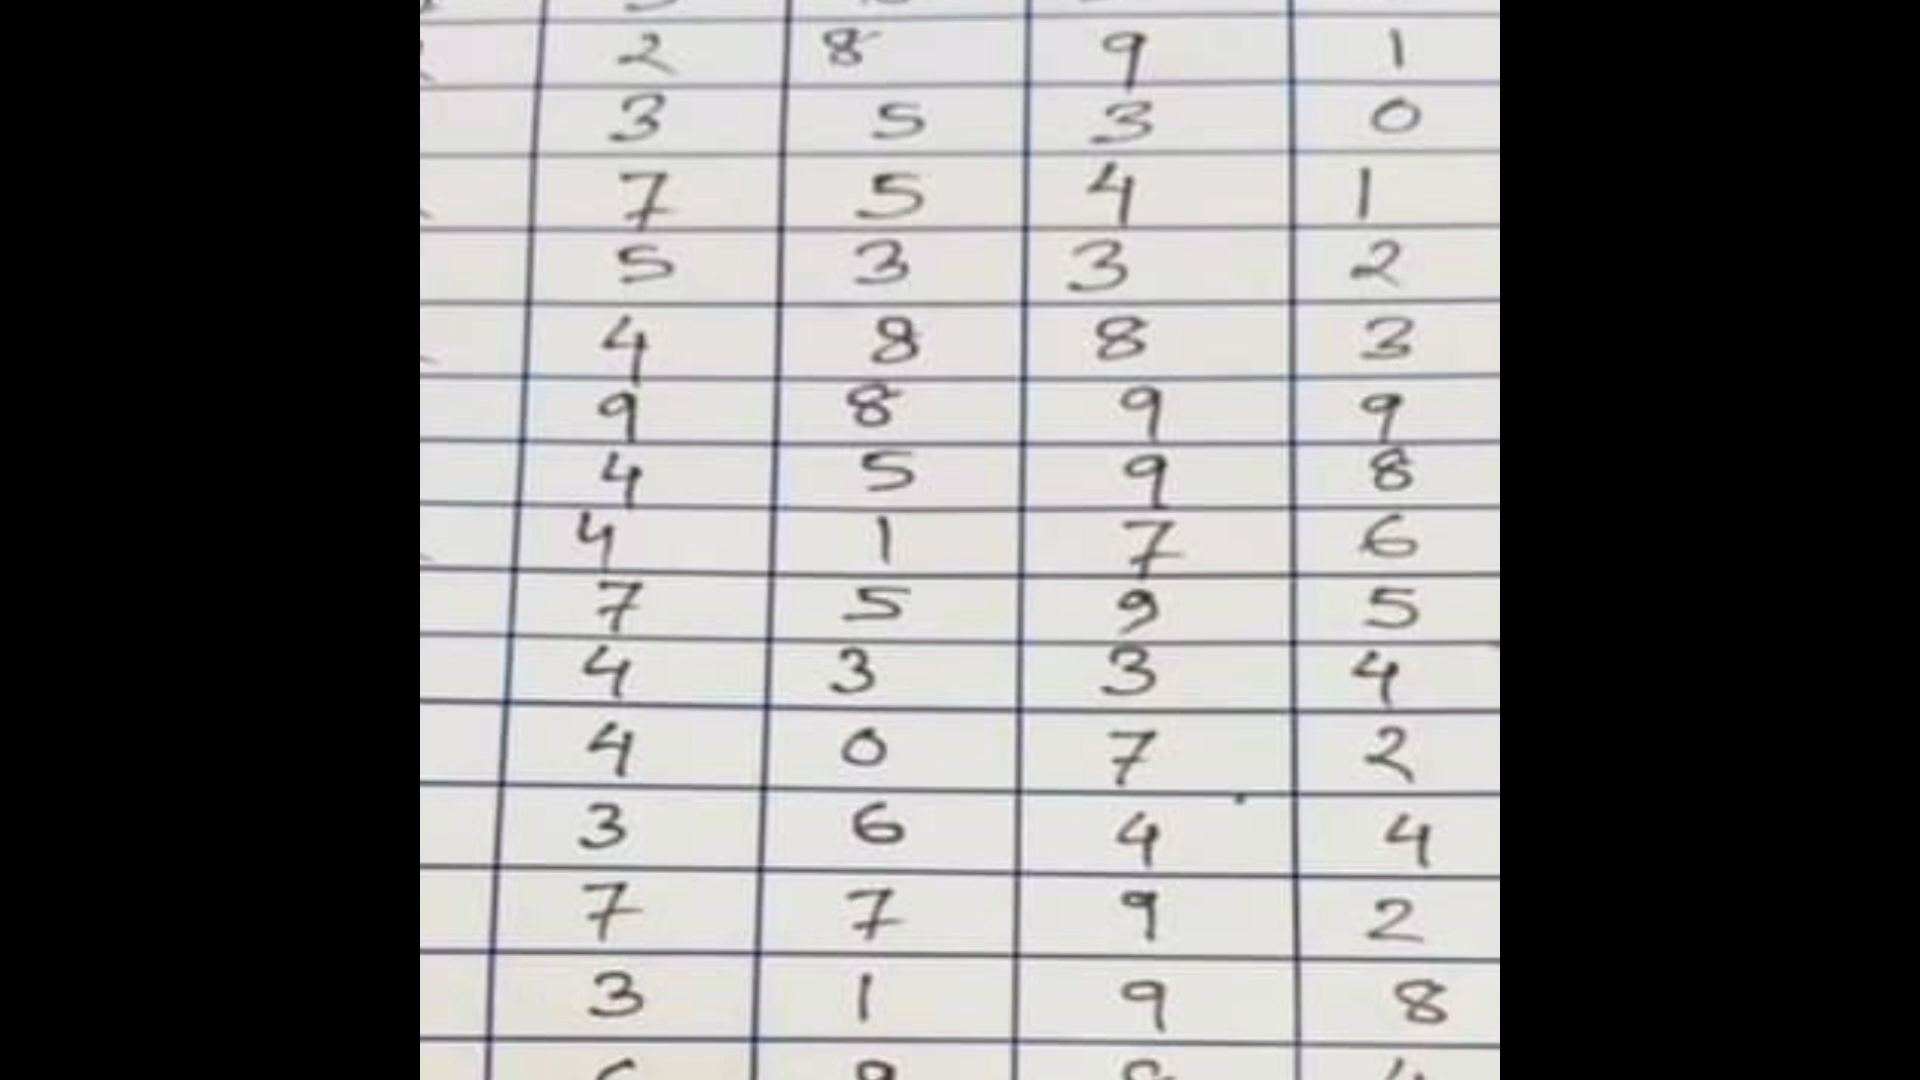 2 8 9 1
3 5 3 0
7 5 4 1
5 3 3 2
4 8 8 3
9 8 9 9
4 5 9 8
4 1 7 6
7 5 9 5
4 3 3 4
4 0 7 2
3 6 4 4
7 7 9 2
3 1 9 8